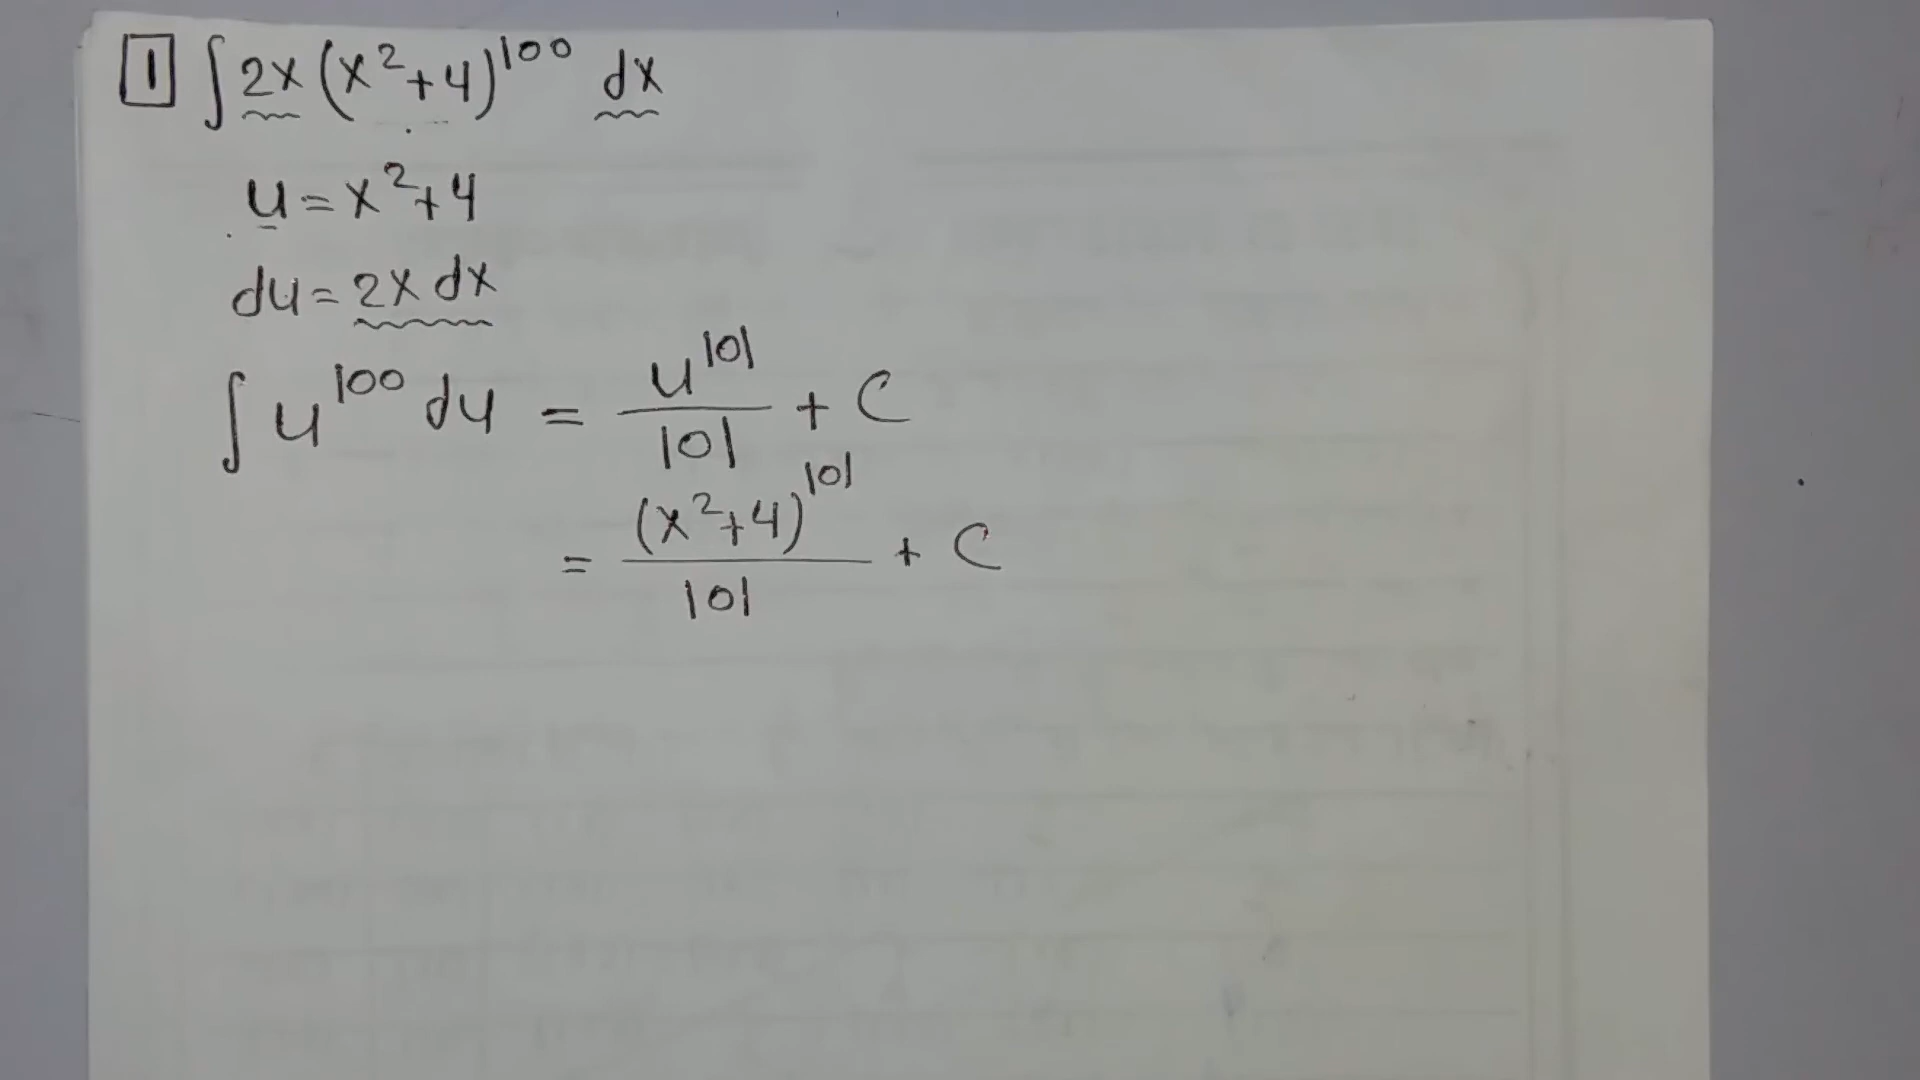 1 ∫ 2x (x²+4)¹⁰⁰ dx
u = x²+4
du = 2x dx
∫ u¹⁰⁰ du = u¹⁰¹/101 + C
= (x²+4)¹⁰¹/101 + C